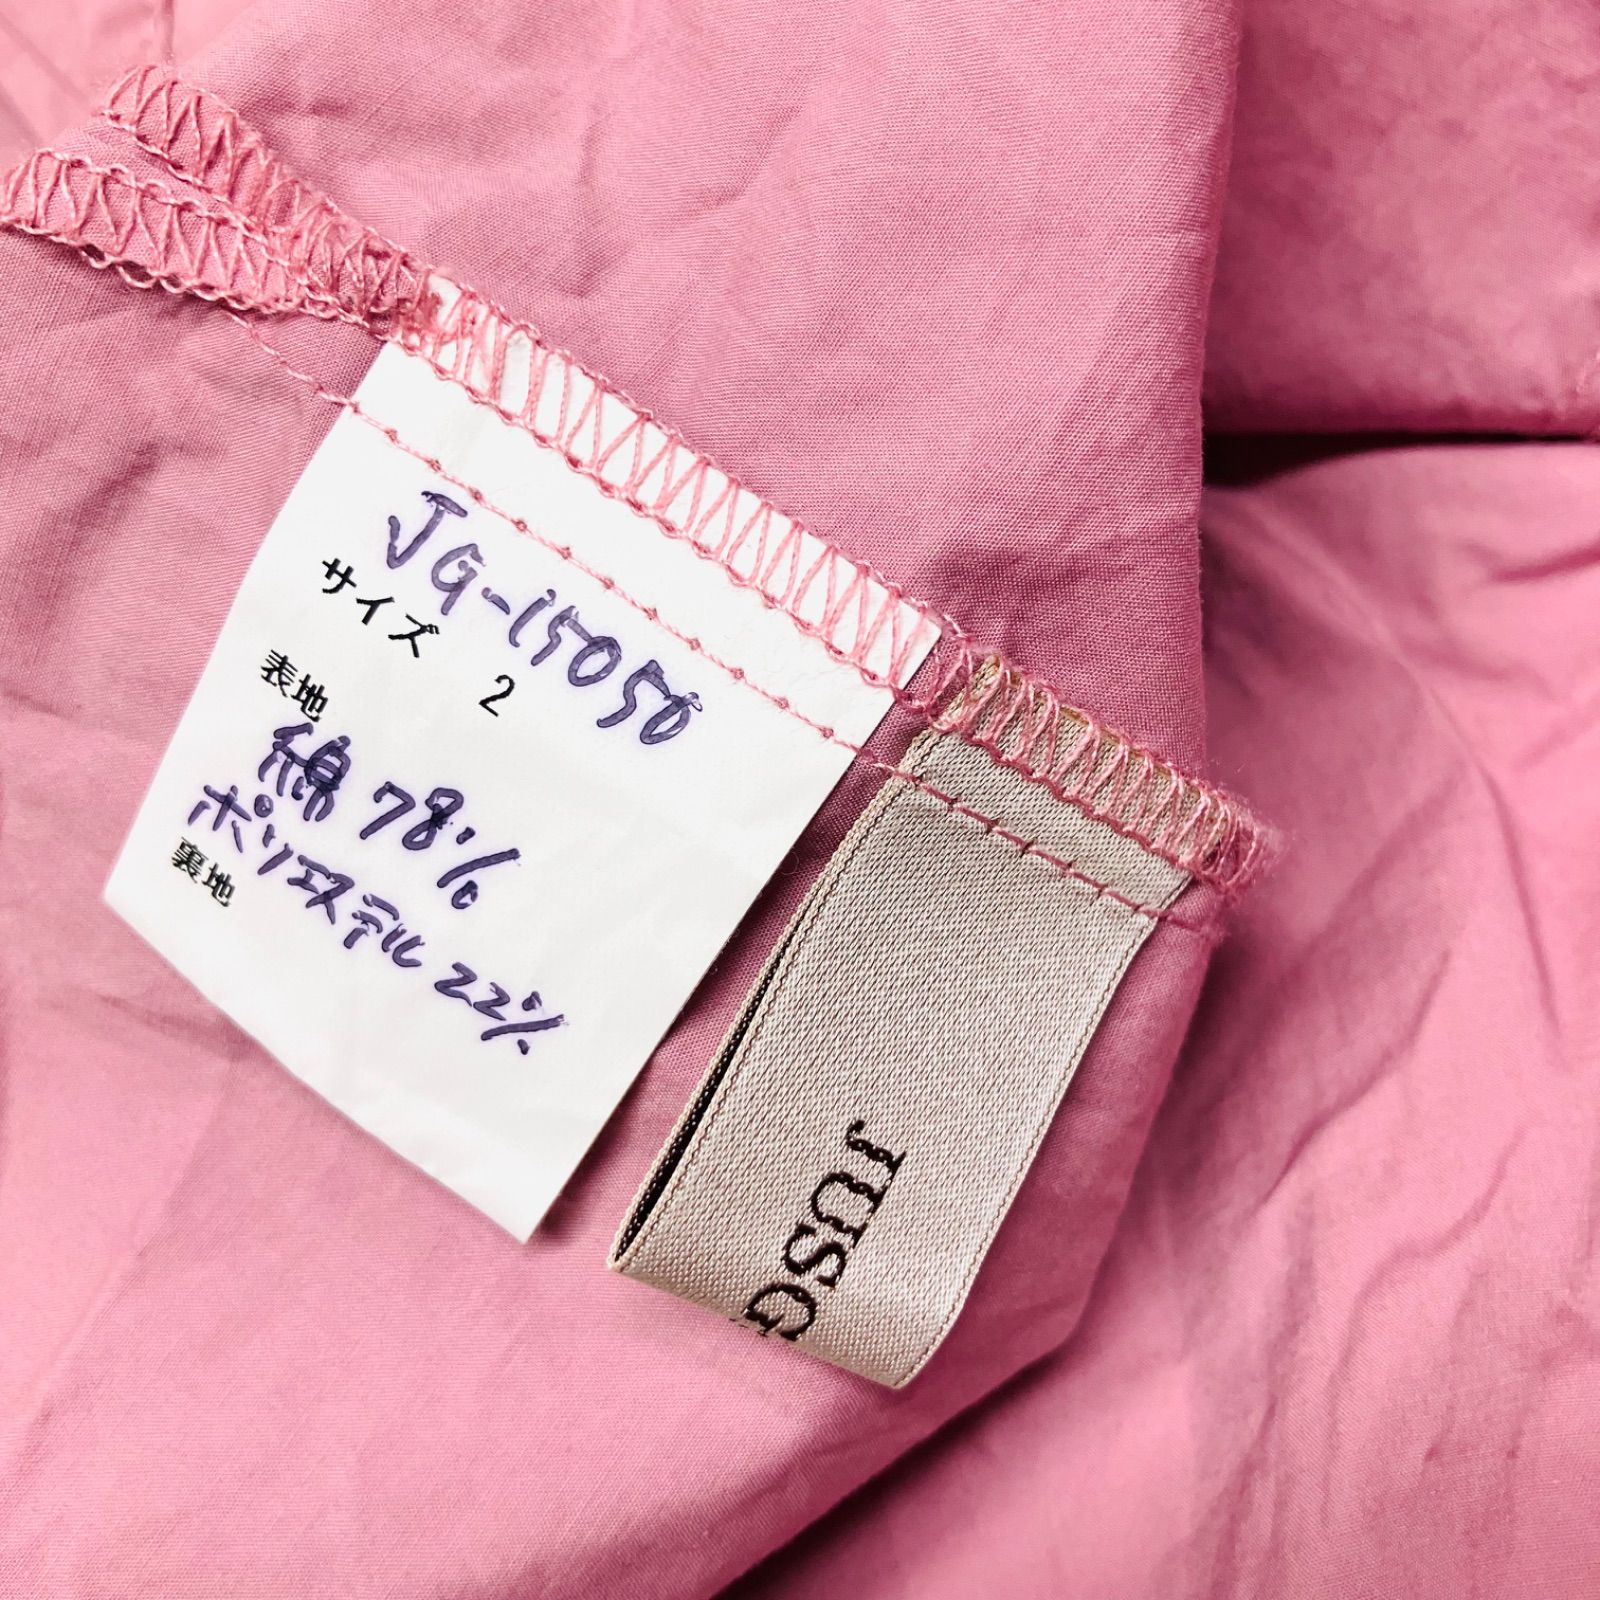 JG-15050
サイズ 2
表地
綿 78%
ポリエステル 22%
裏地
JUSG